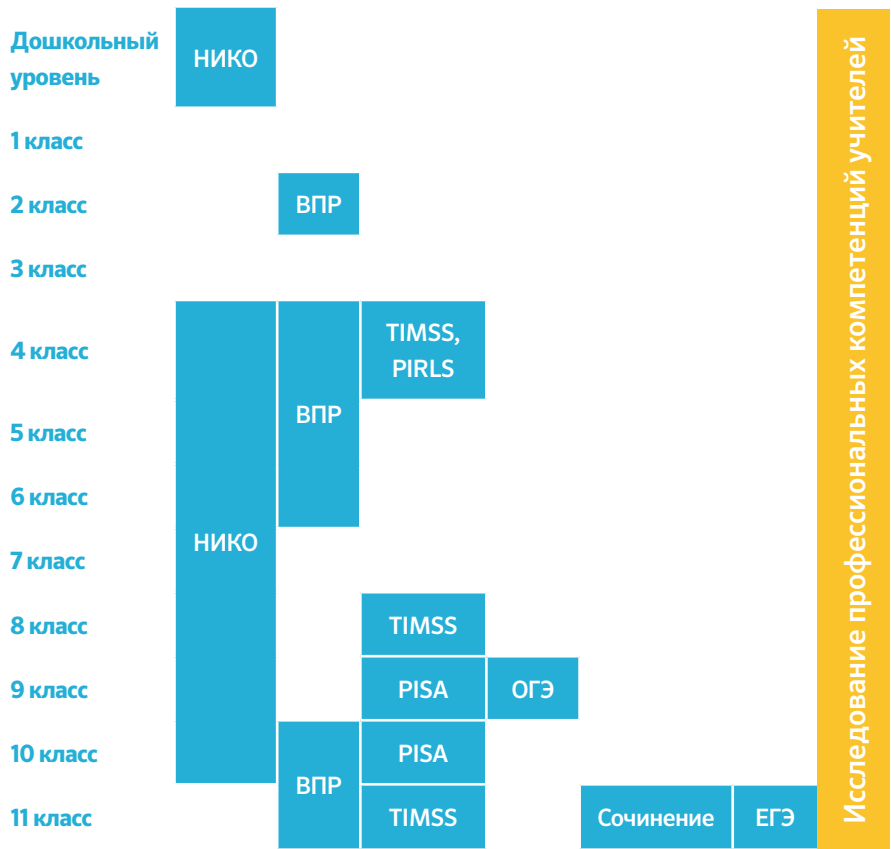 Дошкольный
уровень
НИКО
1 класс
2 класс
ВПР
3 класс
4 класс
TIMSS,
PIRLS
ВПР
5 класс
6 класс
НИКО
7 класс
8 класс
TIMSS
9 класс
PISA
ОГЭ
10 класс
PISA
ВПР
11 класс
TIMSS
Сочинение
ЕГЭ
Исследование профессиональных компетенций учителей